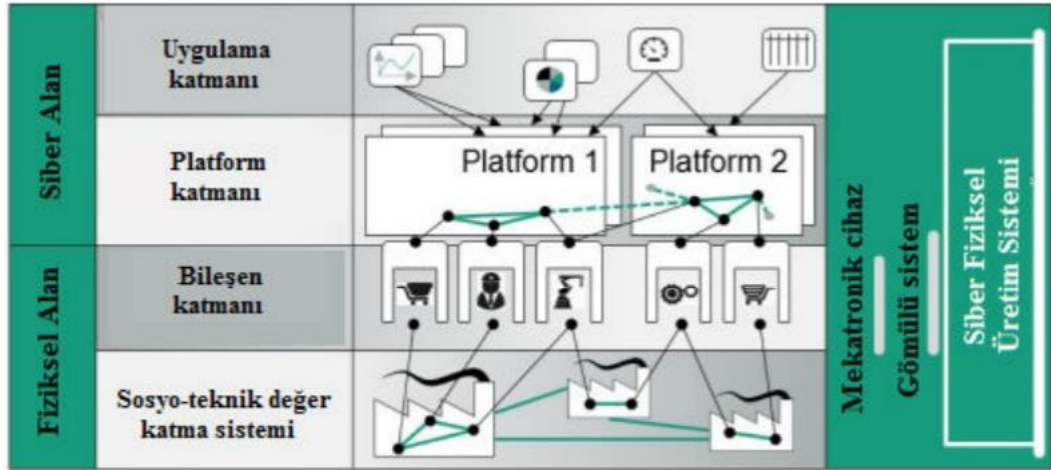 Siber Alan
Uygulama
katmanı
Platform
katmanı
Platform 1
Platform 2
Fiziksel Alan
Bileşen
katmanı
Sosyo-teknik değer
katma sistemi
Mekatronik cihaz
Gömülü sistem
Siber Fiziksel
Üretim Sistemi